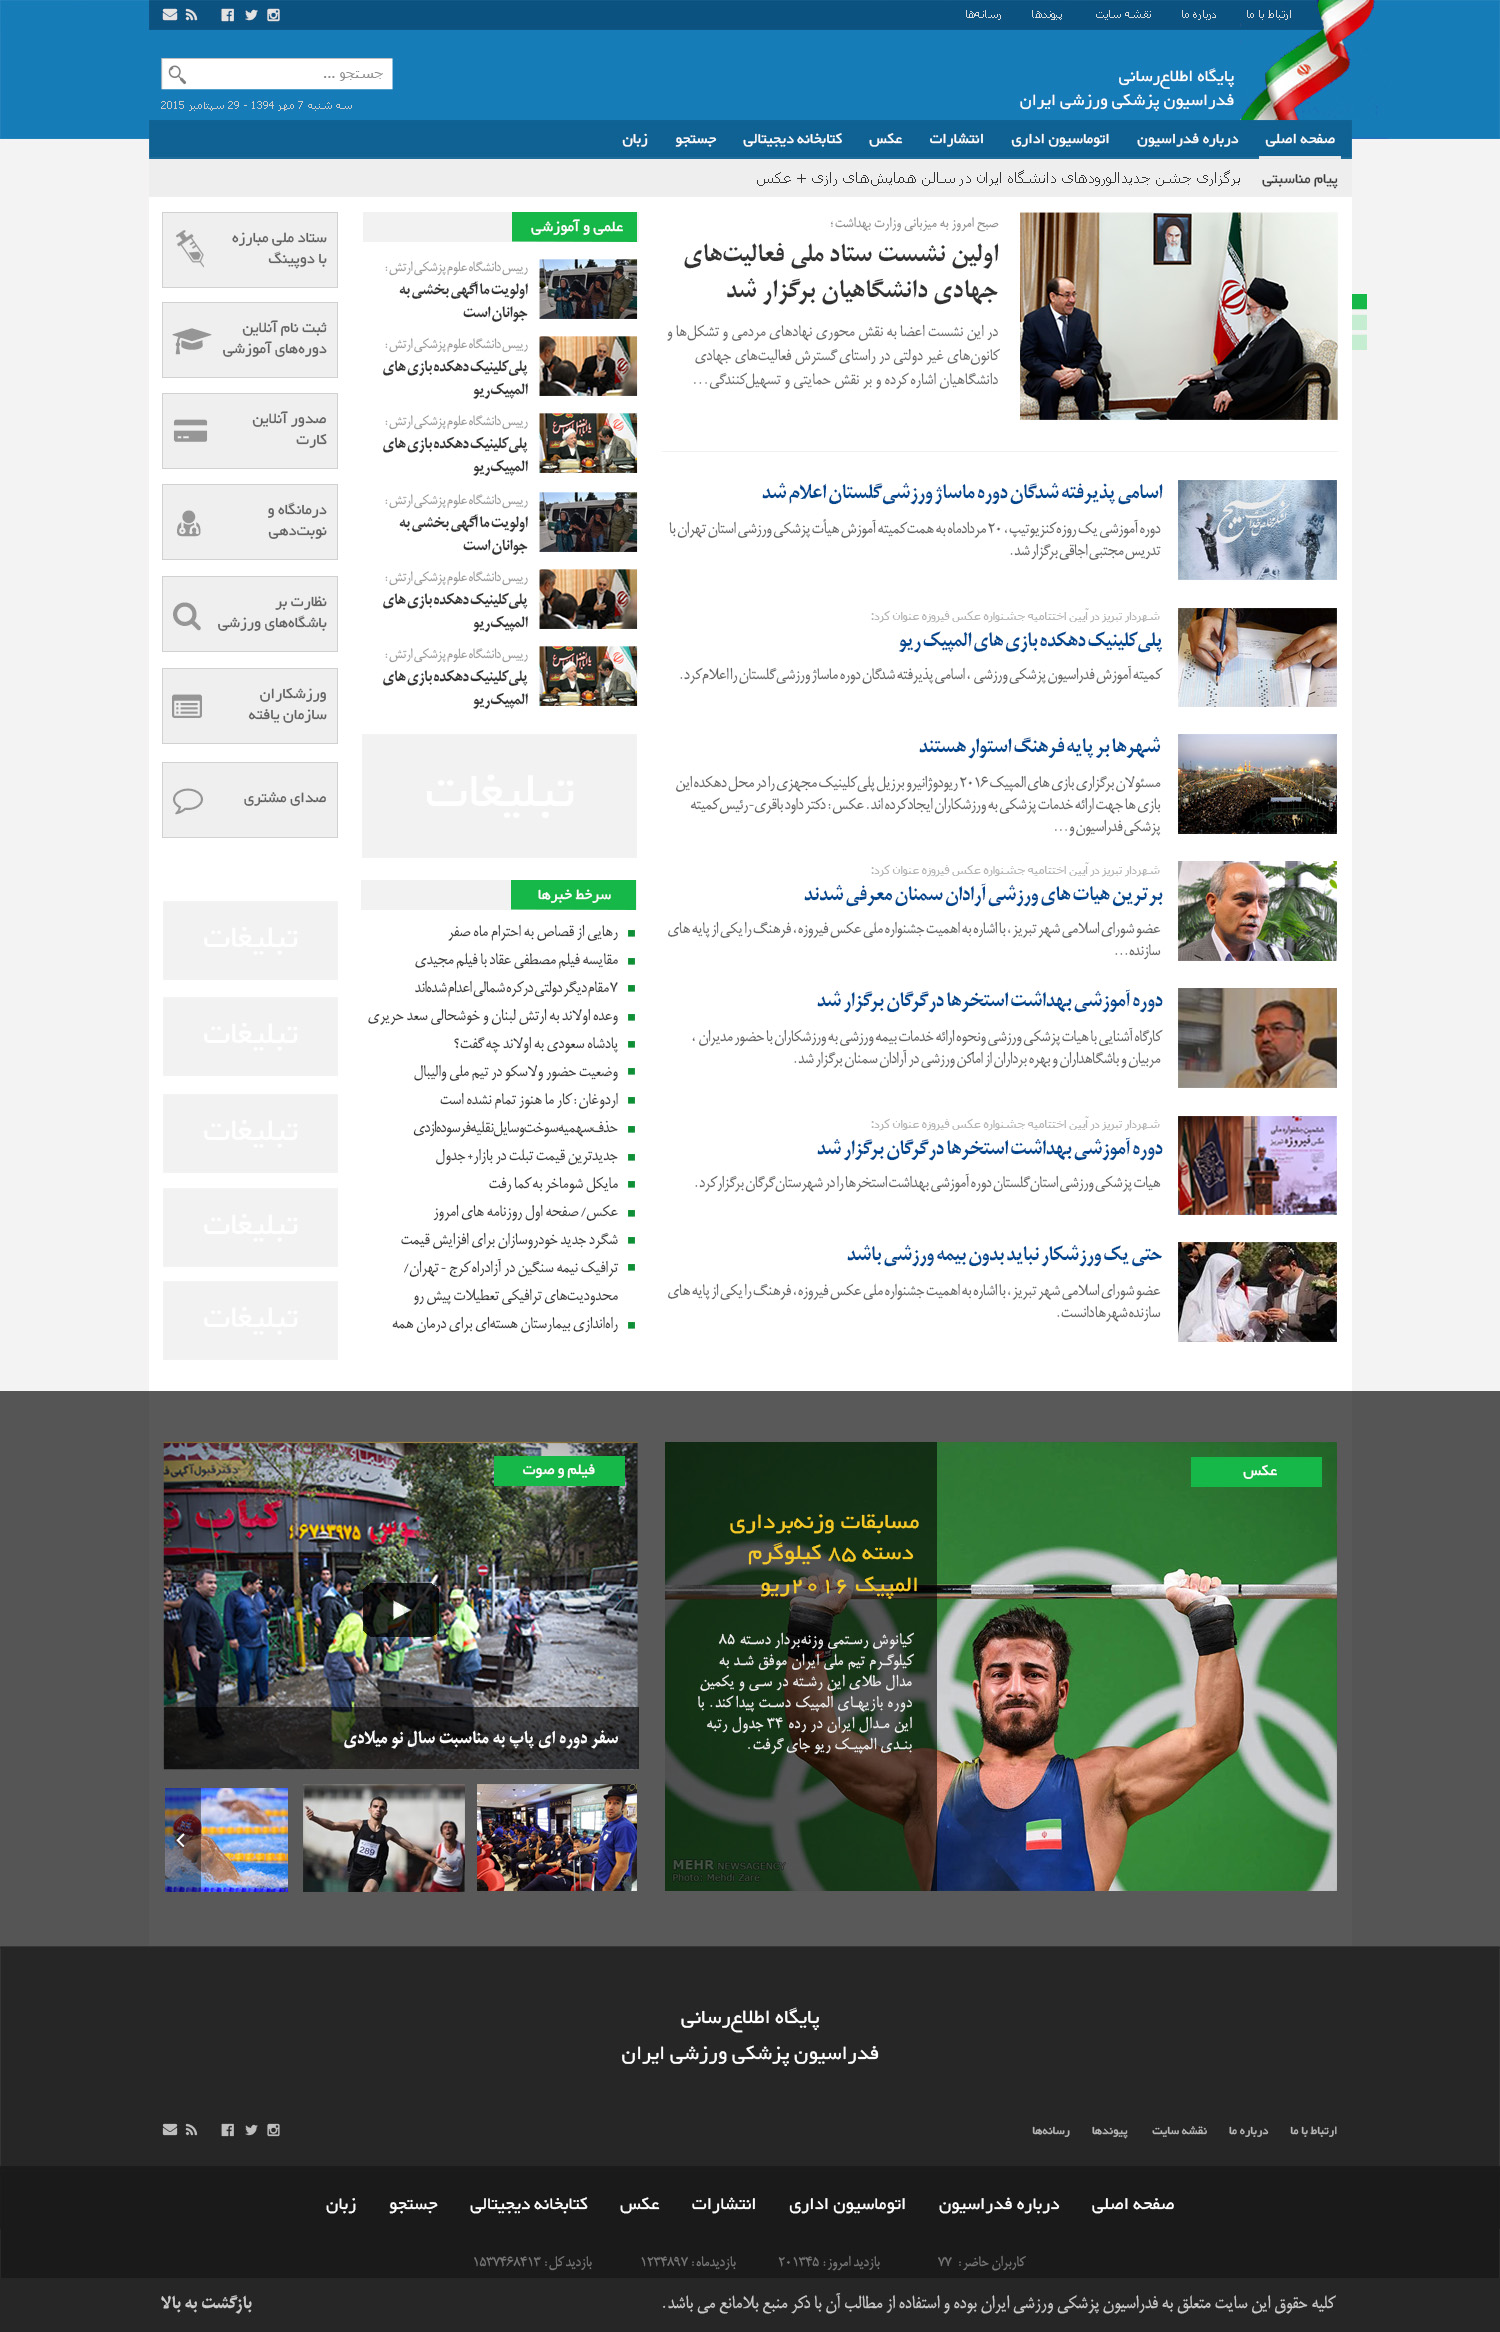 ارتباط با ما
درباره ما
نقشه سایت
پیوندها
رسانه‌ها
جستجو ...
سه شنبه 7 مهر 1394 - 29 سپتامبر 2015
پایگاه اطلاع‌رسانی
فدراسیون پزشکی ورزشی ایران
صفحه اصلی
درباره فدراسیون
اتوماسیون اداری
انتشارات
عکس
کتابخانه دیجیتالی
جستجو
زبان
پیام مناسبتی
برگزاری جشن جدیدالورودهای دانشگاه ایران در سالن همایش‌های رازی + عکس
صبح امروز به میزبانی وزارت بهداشت؛
اولین نشست ستاد ملی فعالیت‌های
جهادی دانشگاهیان برگزار شد
در این نشست اعضا به نقش محوری نهادهای مردمی و تشکل‌ها و
کانون‌های غیر دولتی در راستای گسترش فعالیت‌های جهادی
دانشگاهیان اشاره کرده و بر نقش حمایتی و تسهیل‌کنندگی...
اسامی پذیرفته شدگان دوره ماساژ ورزشی گلستان اعلام شد
دوره آموزشی یک روزه کنزیوتیپ، ۲۰ مردادماه به همت کمیته آموزش هیأت پزشکی ورزشی استان تهران با
تدریس مجتبی اجاقی برگزار شد.
شهردار تبریز در آیین اختتامیه جشنواره عکس فیروزه عنوان کرد:
پلی کلینیک دهکده بازی های المپیک ریو
کمیته آموزش فدراسیون پزشکی ورزشی ، اسامی پذیرفته شدگان دوره ماساژ ورزشی گلستان را اعلام کرد.
شهرها بر پایه فرهنگ استوار هستند
مسئولان برگزاری بازی های المپیک ۲۰۱۶ ریودوژانیرو برزیل پلی کلینیک مجهزی را در محل دهکده این
بازی ها جهت ارائه خدمات پزشکی به ورزشکاران ایجاد کرده اند. عکس : دکتر داود باقری-رئیس کمیته
پزشکی فدراسیون و...
شهردار تبریز در آیین اختتامیه جشنواره عکس فیروزه عنوان کرد:
برترین هیات های ورزشی آرادان سمنان معرفی شدند
عضو شورای اسلامی شهر تبریز ، با اشاره به اهمیت جشنواره ملی عکس فیروزه، فرهنگ را یکی از پایه های
سازنده...
دوره آموزشی بهداشت استخرها در گرگان برگزار شد
کارگاه آشنایی با هیات پزشکی ورزشی ونحوه ارائه خدمات بیمه ورزشی به ورزشکاران با حضور مدیران ،
مربیان و باشگاهداران و بهره برداران از اماکن ورزشی در آرادان سمنان برگزار شد.
شهردار تبریز در آیین اختتامیه جشنواره عکس فیروزه عنوان کرد:
دوره آموزشی بهداشت استخرها در گرگان برگزار شد
هیات پزشکی ورزشی استان گلستان دوره آموزشی بهداشت استخرها را در شهرستان گرگان برگزار کرد.
حتی یک ورزشکار نباید بدون بیمه ورزشی باشد
عضو شورای اسلامی شهر تبریز ، با اشاره به اهمیت جشنواره ملی عکس فیروزه، فرهنگ را یکی از پایه های
سازنده شهرها دانست.
علمی و آموزشی
رییس دانشگاه علوم پزشکی ارتش :
اولویت ما آگهی بخشی به
جوانان است
رییس دانشگاه علوم پزشکی ارتش :
پلی کلینیک دهکده بازی های
المپیک ریو
رییس دانشگاه علوم پزشکی ارتش :
پلی کلینیک دهکده بازی های
المپیک ریو
رییس دانشگاه علوم پزشکی ارتش :
اولویت ما آگهی بخشی به
جوانان است
رییس دانشگاه علوم پزشکی ارتش :
پلی کلینیک دهکده بازی های
المپیک ریو
رییس دانشگاه علوم پزشکی ارتش :
پلی کلینیک دهکده بازی های
المپیک ریو
تبلیغات
سرخط خبرها
رهایی از قصاص به احترام ماه صفر
مقایسه فیلم مصطفی عقاد با فیلم مجیدی
۷ مقام دیگر دولتی در کره شمالی اعدام شده‌اند
وعده اولاند به ارتش لبنان و خوشحالی سعد حریری
پادشاه سعودی به اولاند چه گفت؟
وضعیت حضور ولاسکو در تیم ملی والیبال
اردوغان : کار ما هنوز تمام نشده است
حذف‌سهمیه‌سوخت‌وسایل‌نقلیه‌فرسوده‌ازدی
جدیدترین قیمت تبلت در بازار+ جدول
مایکل شوماخر به کما رفت
عکس/ صفحه اول روزنامه های امروز
شگرد جدید خودروسازان برای افزایش قیمت
ترافیک نیمه سنگین در آزادراه کرج - تهران/
محدودیت‌های ترافیکی تعطیلات پیش رو
راه‌اندازی بیمارستان هسته‌ای برای درمان همه
ستاد ملی مبارزه
با دوپینگ
ثبت نام آنلاین
دوره‌های آموزشی
صدور آنلاین
کارت
درمانگاه و
نوبت‌دهی
نظارت بر
باشگاه‌های ورزشی
ورزشکاران
سازمان یافته
صدای مشتری
تبلیغات
تبلیغات
تبلیغات
تبلیغات
تبلیغات
عکس
مسابقات وزنه‌برداری
دسته ۸۵ کیلوگرم
المپیک ۲۰۱۶ریو
کیانوش رستمی وزنه‌بردار دسته ۸۵
کیلوگرم تیم ملی ایران موفق شد به
مدال طلای این رشته در سی و یکمین
دوره بازیهای المپیک دست پیدا کند. با
این مدال ایران در رده ۳۴ جدول رتبه
بندی المپیک ریو جای گرفت.
MEHR NEWSAGENCY
Photo : Mehdi Zare
فیلم و صوت
کباب
۶۶۷۱۳۹۷۵
سفر دوره ای پاپ به مناسبت سال نو میلادی
289
پایگاه اطلاع‌رسانی
فدراسیون پزشکی ورزشی ایران
ارتباط با ما
درباره ما
نقشه سایت
پیوندها
رسانه‌ها
صفحه اصلی
درباره فدراسیون
اتوماسیون اداری
انتشارات
عکس
کتابخانه دیجیتالی
جستجو
زبان
کاربران حاضر : ۷۷
بازدید امروز : ۲۰۱۳۴۵
بازدیدماه : ۱۲۳۴۸۹۷
بازدیدکل : ۱۵۳۷۴۶۸۴۱۳
کلیه حقوق این سایت متعلق به فدراسیون پزشکی ورزشی ایران بوده و استفاده از مطالب آن با ذکر منبع بلامانع می باشد.
بازگشت به بالا